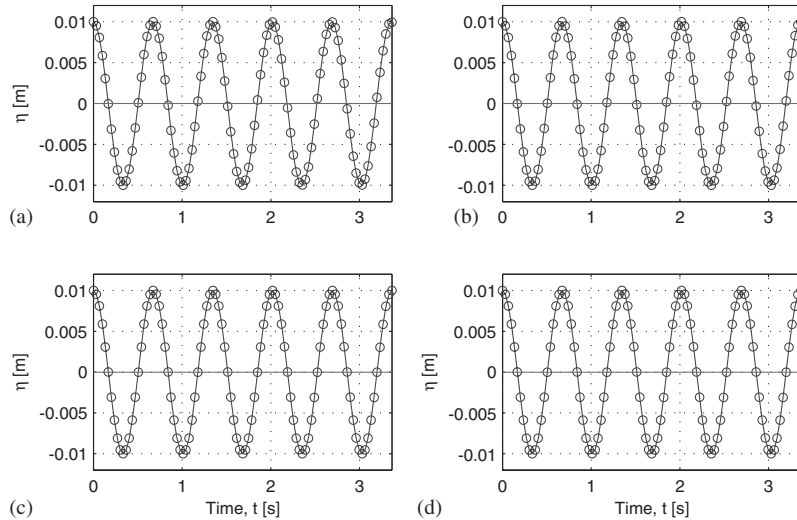 0.01
0.005
0
-0.005
-0.01
η [m]
0 1 2 3
(a)
0.01
0.005
0
-0.005
-0.01
0 1 2 3
(b)
0.01
0.005
0
-0.005
-0.01
η [m]
0 1 2 3
Time, t [s]
(c)
0.01
0.005
0
-0.005
-0.01
η [m]
0 1 2 3
Time, t [s]
(d)